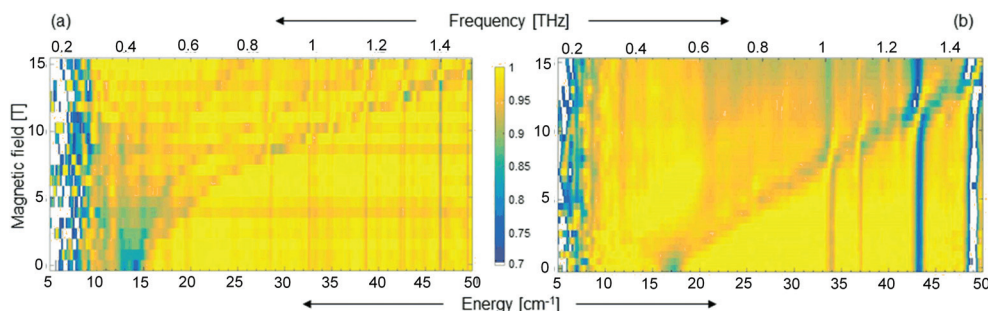 (a) Frequency [THz] (b)
0.2 0.4 0.6 0.8 1 1.2 1.4 0.2 0.4 0.6 0.8 1 1.2 1.4
15 1 15
0.95
10 0.9 10
Magnetic field [T]
0.85
5 0.8 5
0.75
0 0.7 0
5 10 15 20 25 30 35 40 45 50 5 10 15 20 25 30 35 40 45 50
Energy [cm-1]